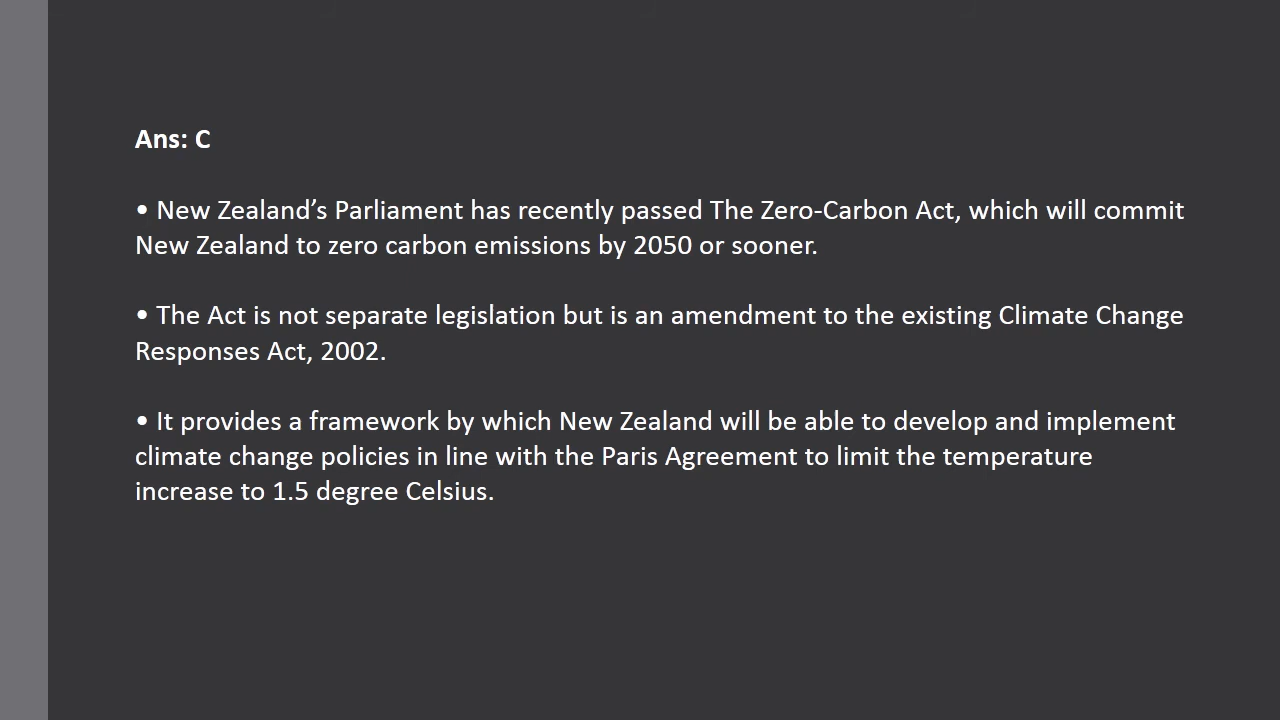 Ans: C
• New Zealand’s Parliament has recently passed The Zero-Carbon Act, which will commit
New Zealand to zero carbon emissions by 2050 or sooner.
• The Act is not separate legislation but is an amendment to the existing Climate Change
Responses Act, 2002.
• It provides a framework by which New Zealand will be able to develop and implement
climate change policies in line with the Paris Agreement to limit the temperature
increase to 1.5 degree Celsius.